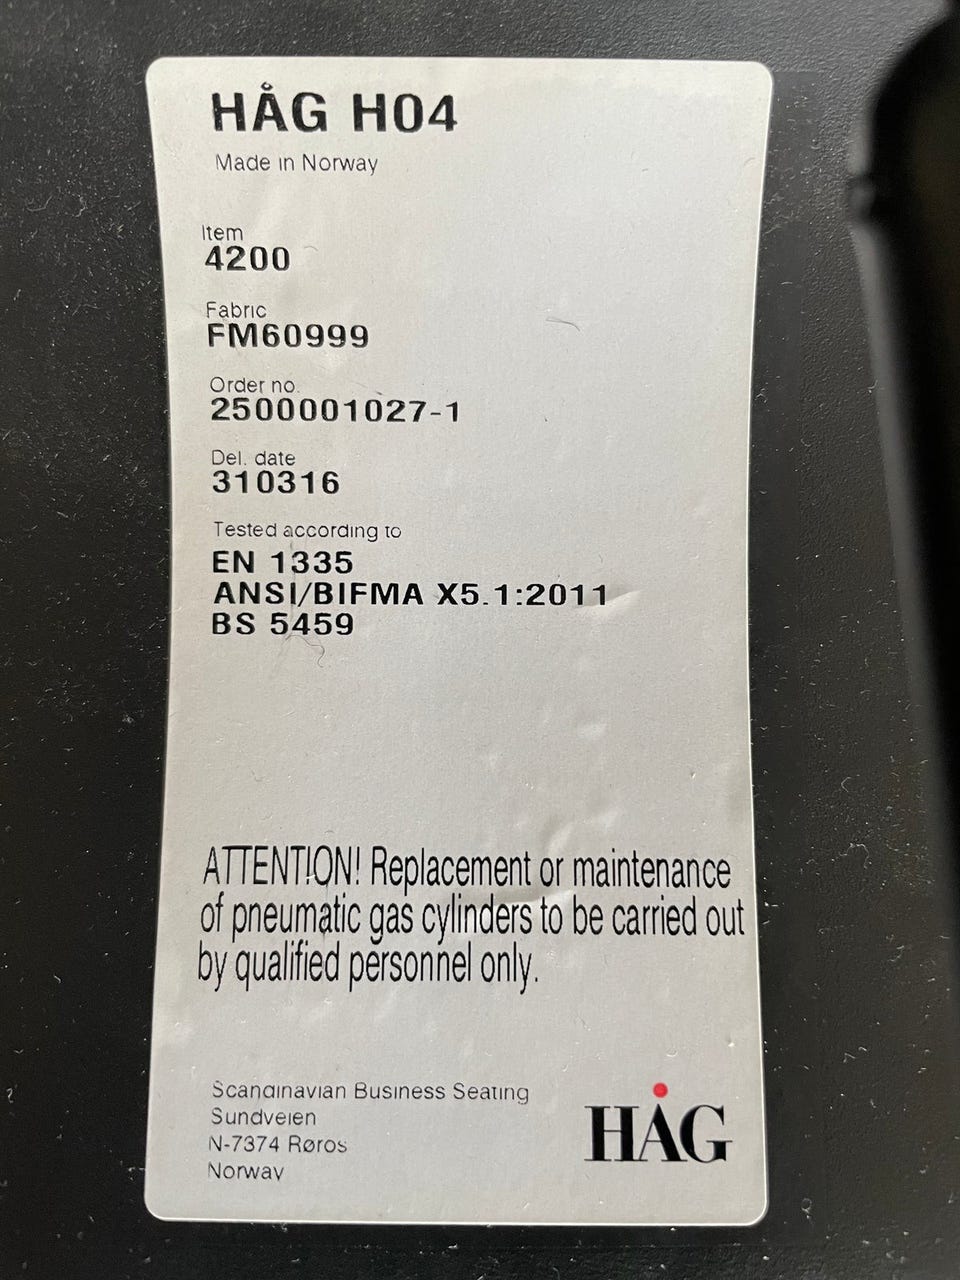 HÅG H04
Made in Norway
Item
4200
Fabric
FM60999
Order no.
2500001027-1
Del. date
310316
Tested according to
EN 1335
ANSI/BIFMA X5.1:2011
BS 5459
ATTENTION! Replacement or maintenance
of pneumatic gas cylinders to be carried out
by qualified personnel only.
Scandinavian Business Seating
Sundveien
N-7374 Røros
Norway
HÅG